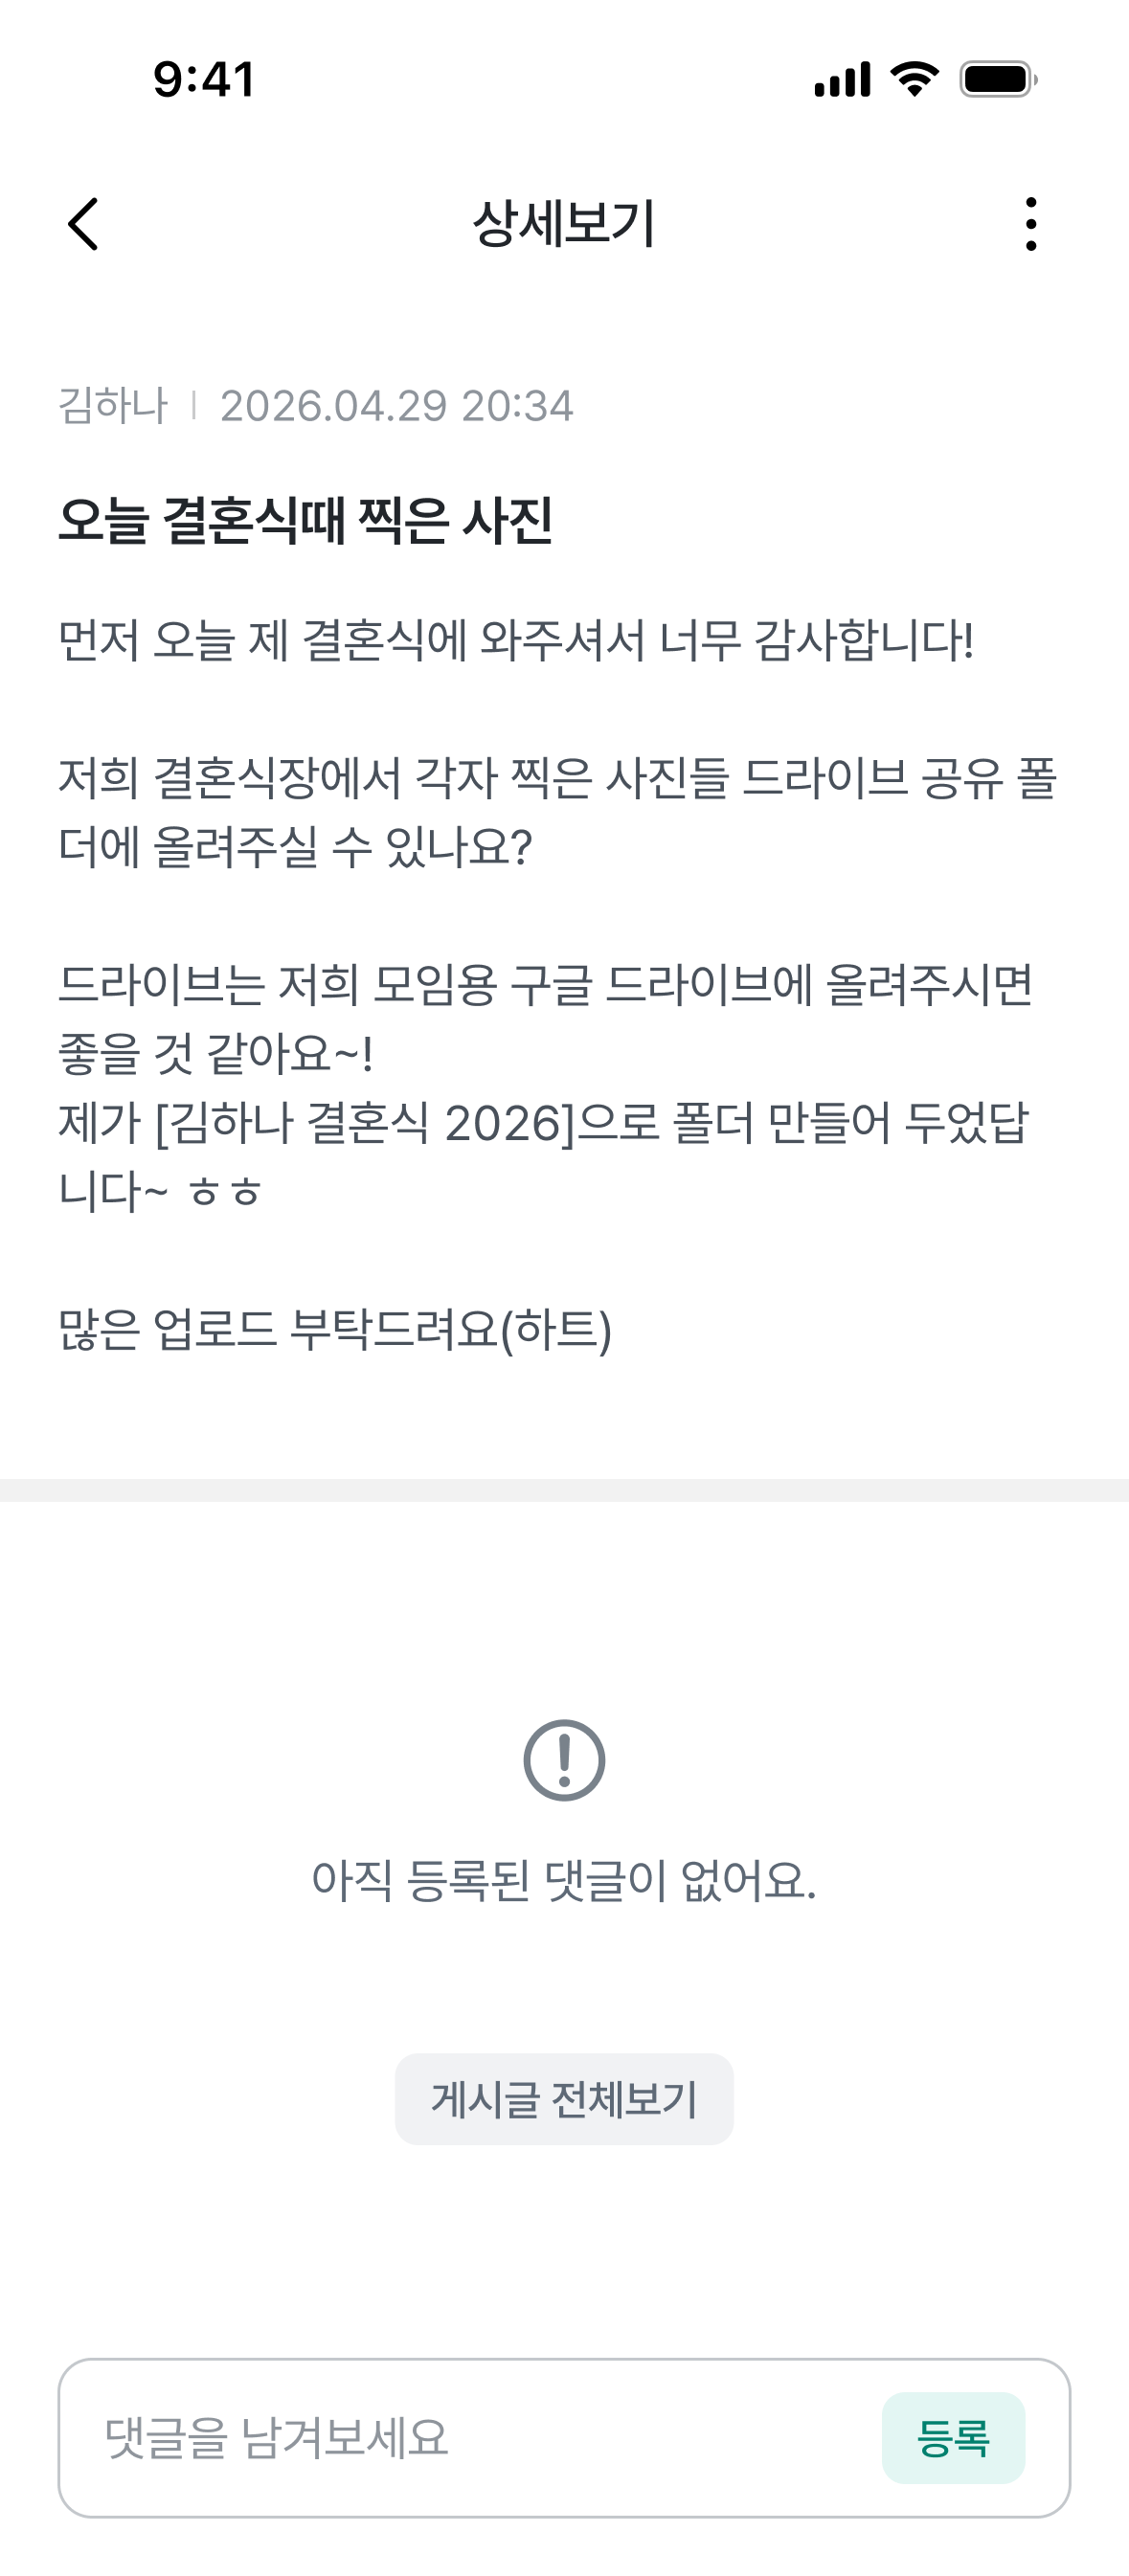 9:41
상세보기
김하나 | 2026.04.29 20:34
오늘 결혼식때 찍은 사진
먼저 오늘 제 결혼식에 와주셔서 너무 감사합니다!
저희 결혼식장에서 각자 찍은 사진들 드라이브 공유 폴
더에 올려주실 수 있나요?
드라이브는 저희 모임용 구글 드라이브에 올려주시면
좋을 것 같아요~!
제가 [김하나 결혼식 2026]으로 폴더 만들어 두었답
니다~ ㅎㅎ
많은 업로드 부탁드려요(하트)
아직 등록된 댓글이 없어요.
게시글 전체보기
댓글을 남겨보세요 등록